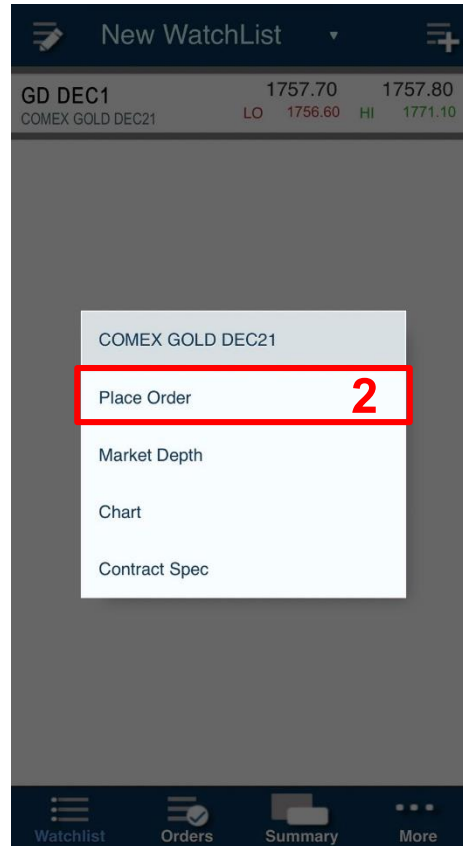 New WatchList ▼
GD DEC1 1757.70 1757.80
COMEX GOLD DEC21 LO 1756.60 HI 1771.10
COMEX GOLD DEC21
Place Order 2
Market Depth
Chart
Contract Spec
Watchlist Orders Summary More